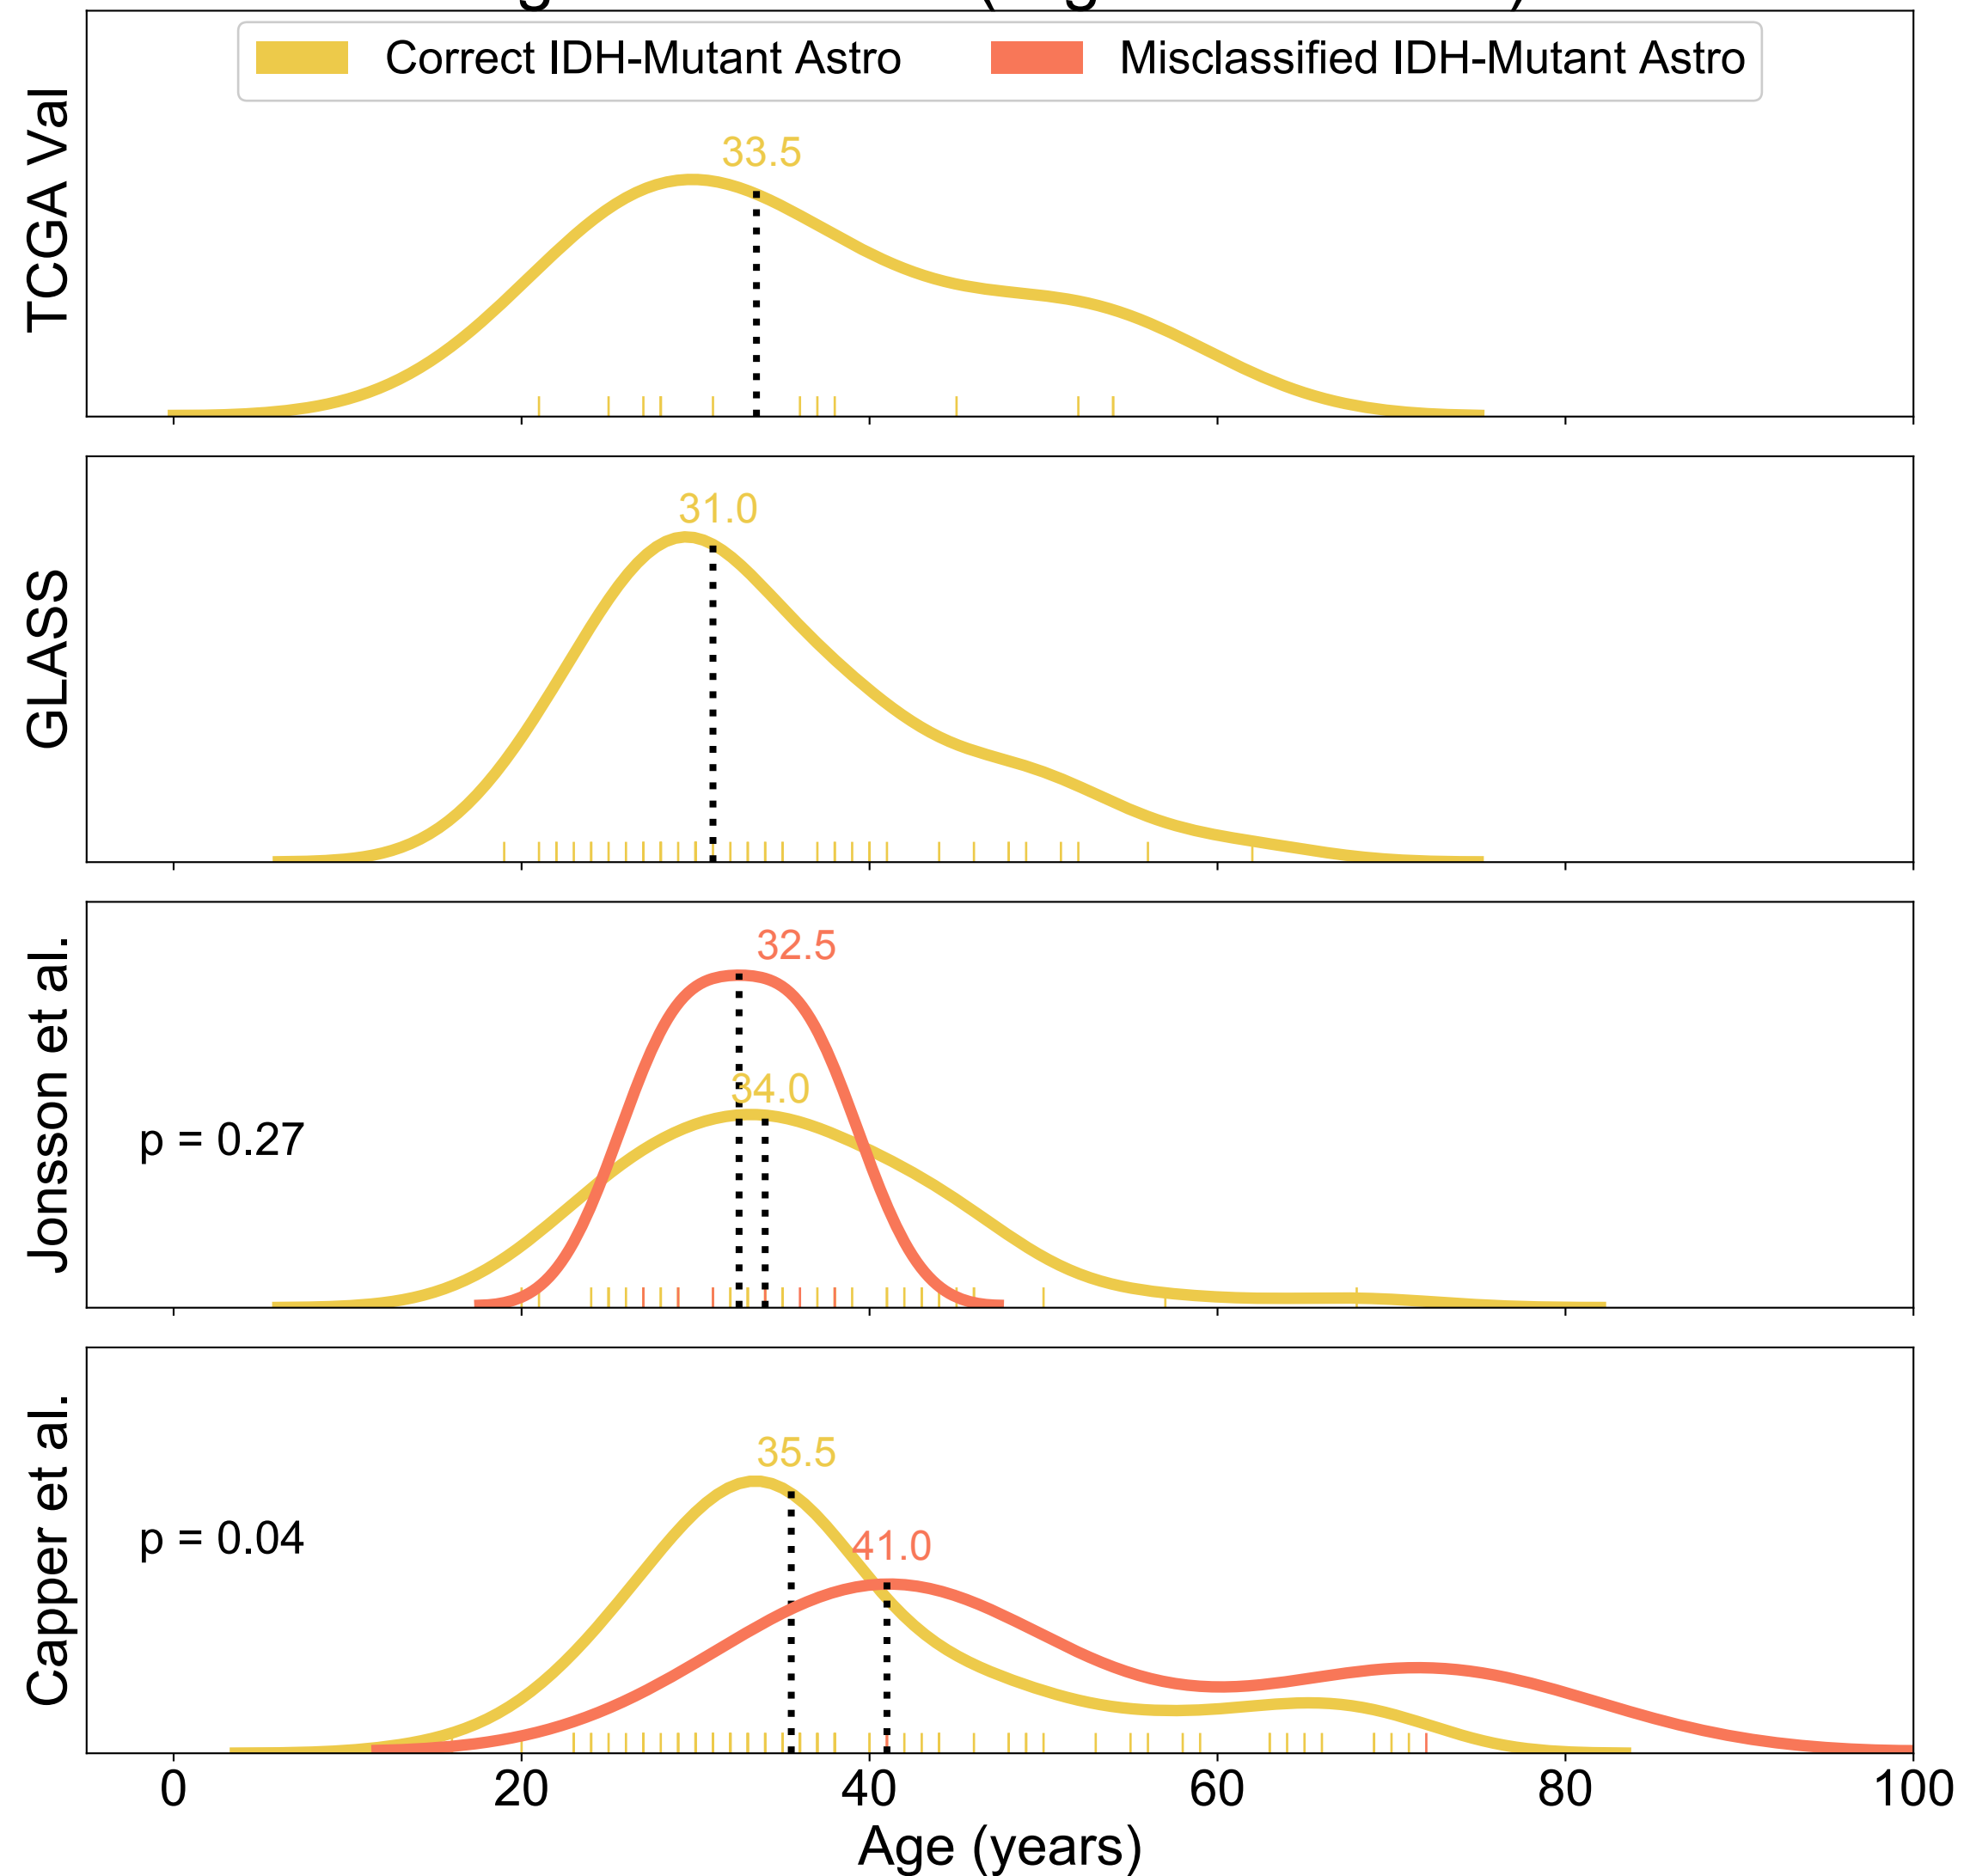 Correct IDH-Mutant Astro
Misclassified IDH-Mutant Astro
TCGA Val
33.5
GLASS
31.0
Jonsson et al.
32.5
34.0
p = 0.27
Capper et al.
35.5
41.0
p = 0.04
0 20 40 60 80 100
Age (years)